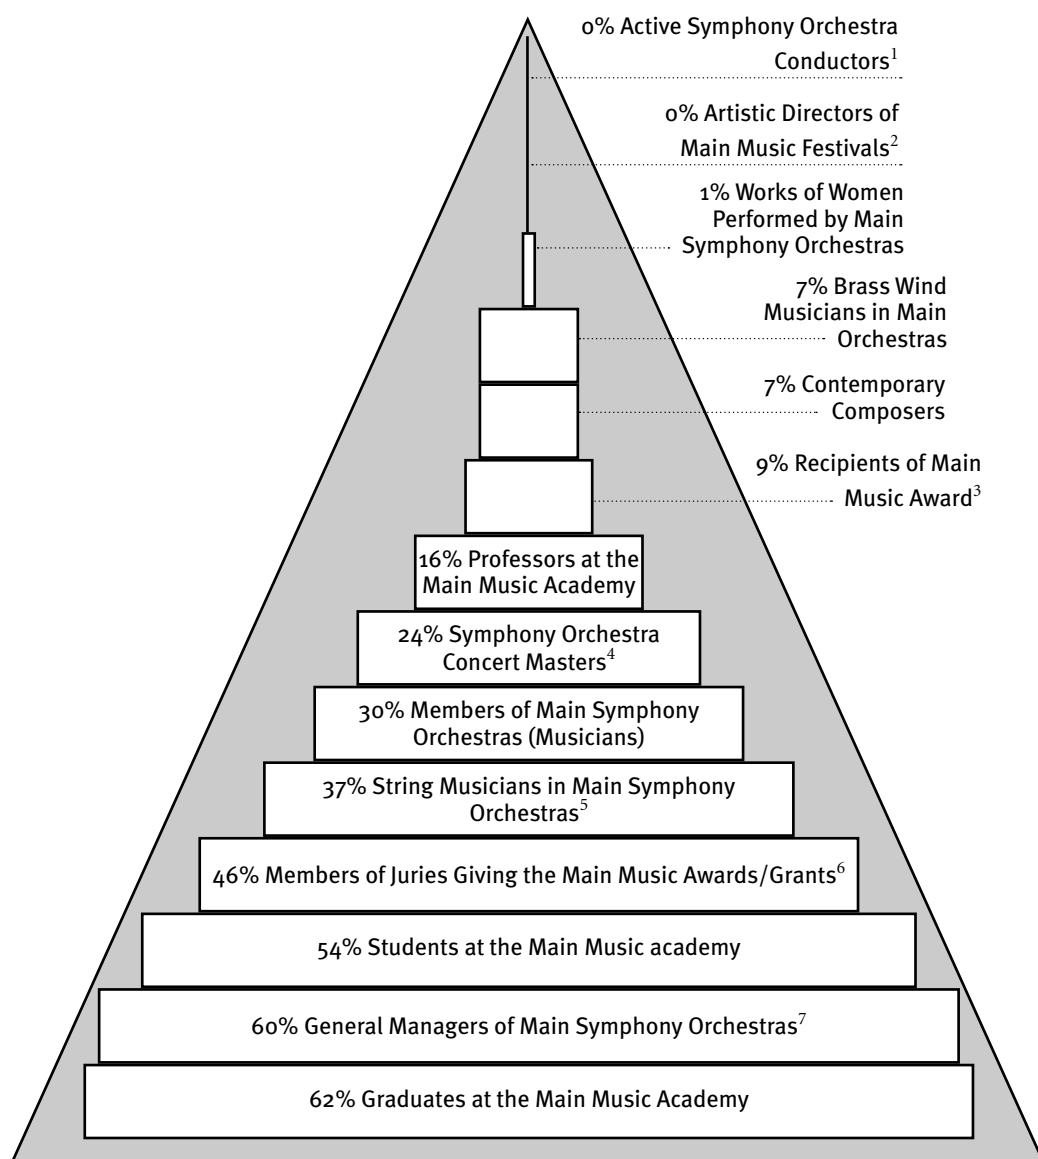 0% Active Symphony Orchestra
Conductors¹
0% Artistic Directors of
Main Music Festivals²
1% Works of Women
Performed by Main
Symphony Orchestras
7% Brass Wind
Musicians in Main
Orchestras
7% Contemporary
Composers
9% Recipients of Main
Music Award³
16% Professors at the
Main Music Academy
24% Symphony Orchestra
Concert Masters⁴
30% Members of Main Symphony
Orchestras (Musicians)
37% String Musicians in Main Symphony
Orchestras⁵
46% Members of Juries Giving the Main Music Awards/Grants⁶
54% Students at the Main Music academy
60% General Managers of Main Symphony Orchestras⁷
62% Graduates at the Main Music Academy